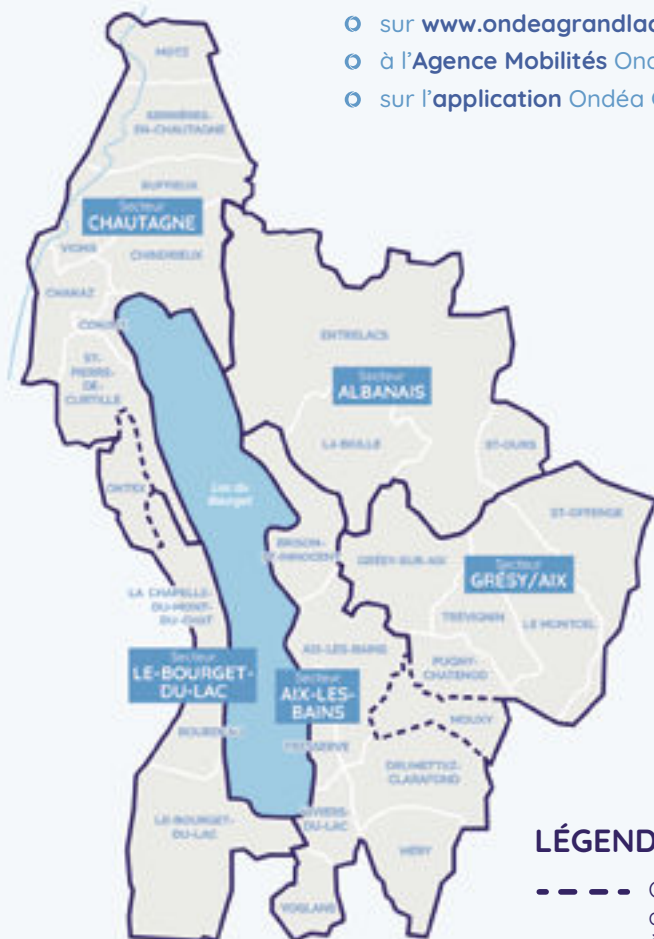 sur www.ondeagrandlac
à l'Agence Mobilités Ond
sur l'application Ondéa
MOTZ
SERRIÈRES-
EN-CHAUTAGNE
RUFFIEUX
Secteur
CHAUTAGNE
VIONS
CHINDRIEUX
CHANAZ
CONJUX
ST-
PIERRE-
DE-
CURTILLE
ENTRELACS
Secteur
ALBANAIS
LA BIOLLE
ST-OURS
ONTEX
Lac du
Bourget
ST-OFFENGE
BRISON-
ST-INNOCENT
GRÉSY-SUR-AIX
Secteur
GRÉSY/AIX
LA CHAPELLE-
DU-MONT-
DU-CHAT
TRÉVIGNIN
LE MONTCEL
AIX-LES-BAINS
PUGNY-
CHATENOD
Secteur
LE-BOURGET-
DU-LAC
Secteur
AIX-LES-
BAINS
MOUXY
BOURDEAU
TRESSERVE
DRUMETTAZ-
CLARAFOND
LE-BOURGET-
DU-LAC
VIVIERS-
DU-LAC
MÉRY
VOGLANS
LÉGEND